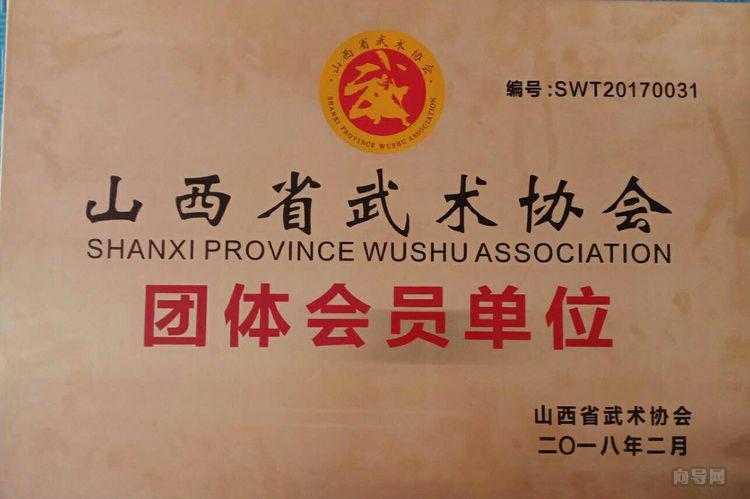 ·山西省武术协会·
武
SHANXI PROVINCE WUSHU ASSOCIATION
编号:SWT20170031
山西省武术协会
SHANXI PROVINCE WUSHU ASSOCIATION
团体会员单位
山西省武术协会
二〇一八年二月
向导网